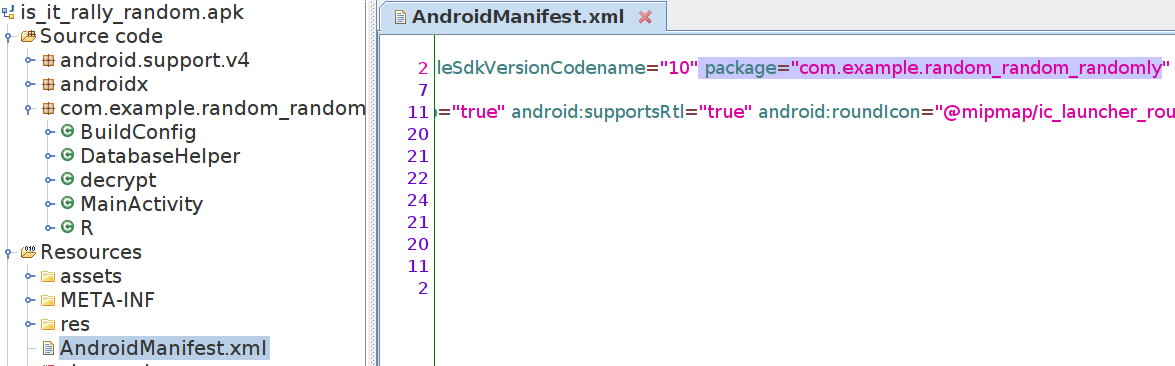 is_it_rally_random.apk
Source code
android.support.v4
androidx
com.example.random_random
BuildConfig
DatabaseHelper
decrypt
MainActivity
R
Resources
assets
META-INF
res
AndroidManifest.xml
AndroidManifest.xml
2 leSdkVersionCodename="10" package="com.example.random_random_randomly"
7
11 ="true" android:supportsRtl="true" android:roundIcon="@mipmap/ic_launcher_rou
20
21
22
24
21
20
11
2